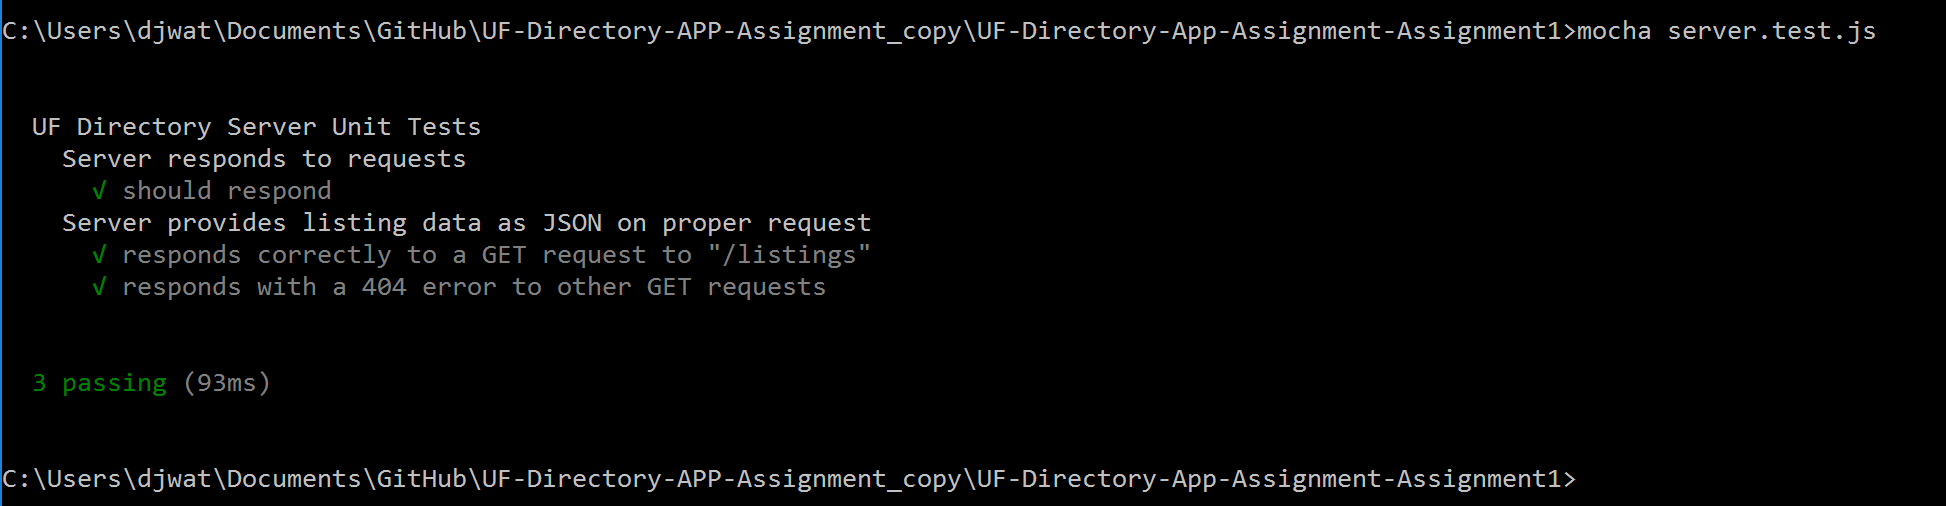 C:\Users\djwat\Documents\GitHub\UF-Directory-APP-Assignment_copy\UF-Directory-App-Assignment-Assignment1>mocha server.test.js
UF Directory Server Unit Tests
Server responds to requests
√ should respond
Server provides listing data as JSON on proper request
√ responds correctly to a GET request to "/listings"
√ responds with a 404 error to other GET requests
3 passing (93ms)
C:\Users\djwat\Documents\GitHub\UF-Directory-APP-Assignment_copy\UF-Directory-App-Assignment-Assignment1>